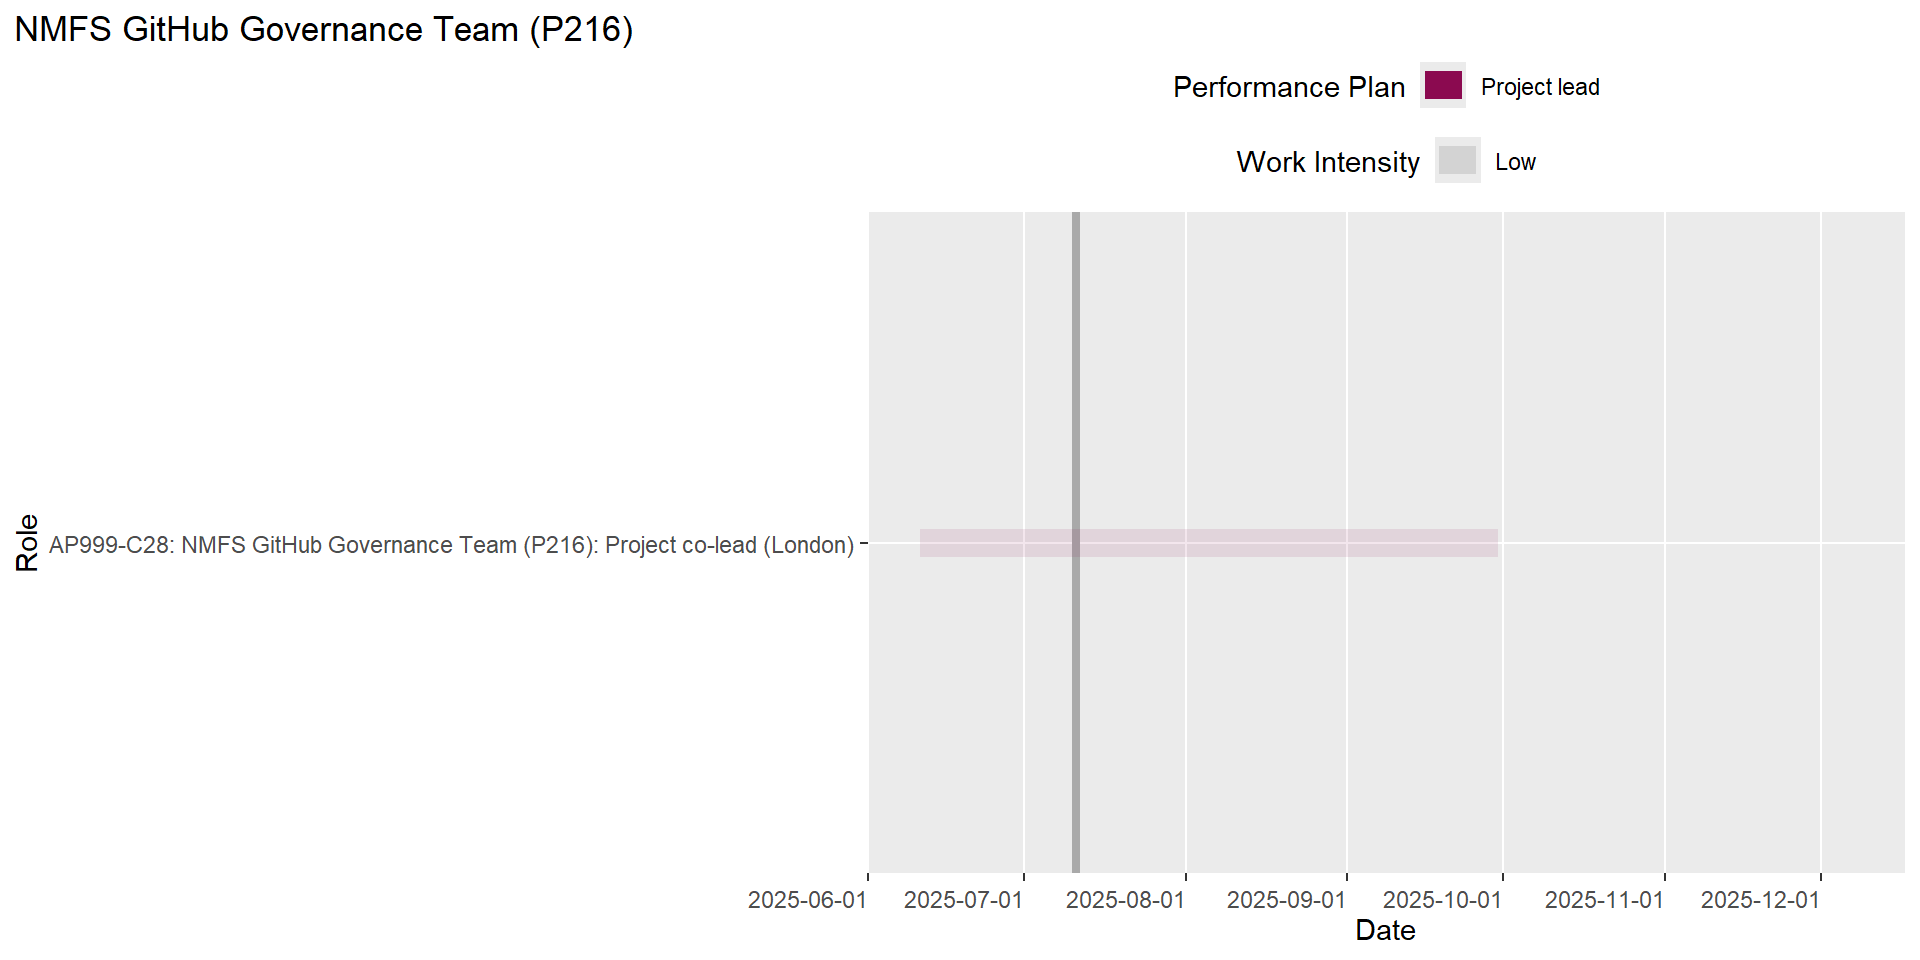 NMFS GitHub Governance Team (P216)
Performance Plan Project lead
Work Intensity Low
Role
AP999-C28: NMFS GitHub Governance Team (P216): Project co-lead (London)
2025-06-01 2025-07-01 2025-08-01 2025-09-01 2025-10-01 2025-11-01 2025-12-01
Date